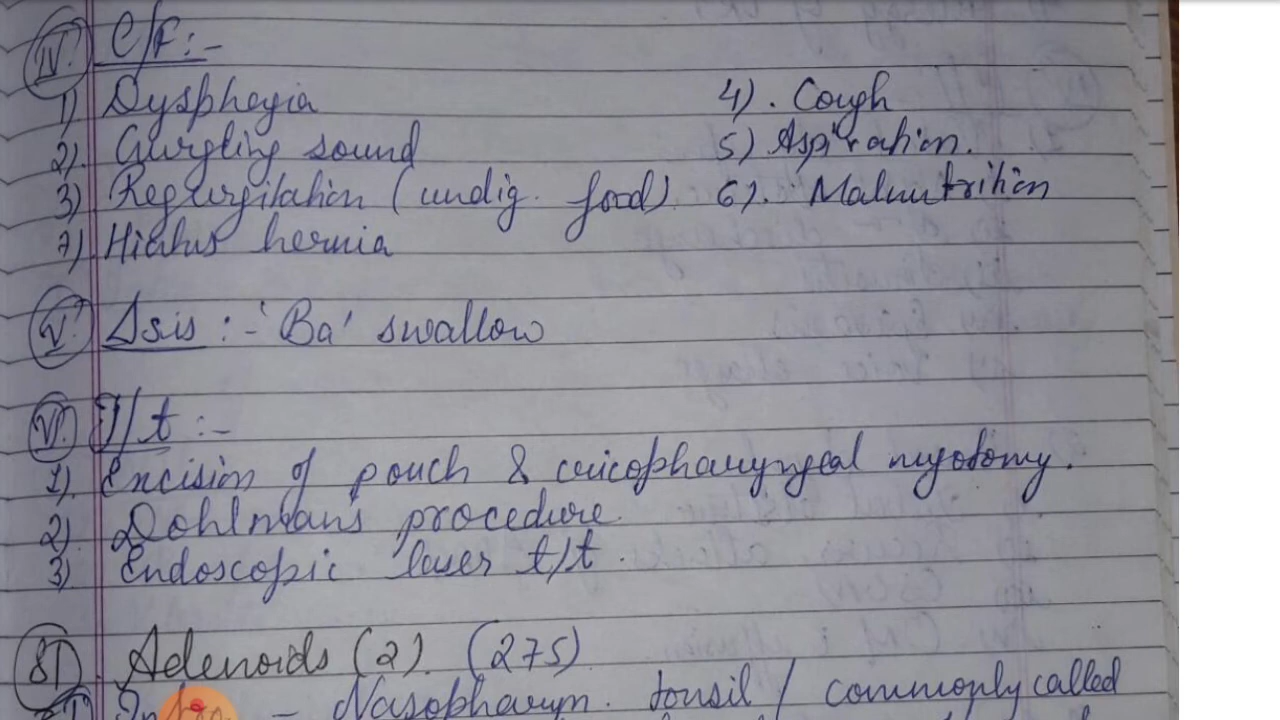 IV. C/F :-
1) Dysphagia 4). Cough
2). Gurgling sound 5) Aspiration.
3) Regurgitation (undig. food) 6). Malnutrition
7) Hiatus hernia
V. Δsis :- 'Ba' swallow
VI. T/t :-
1). Excision of pouch & cricopharyngeal myotomy.
2). Dohlman's procedure.
3) Endoscopic laser t/t.
81) Adenoids (2). (275)
- Nasopharyn. tonsil / commonly called